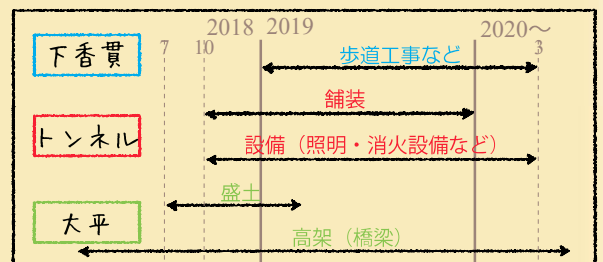 2018 2019 2020〜
7 10 3
下香貫
歩道工事など
舗装
トンネル
設備（照明・消火設備など）
盛土
大平
高架（橋梁）